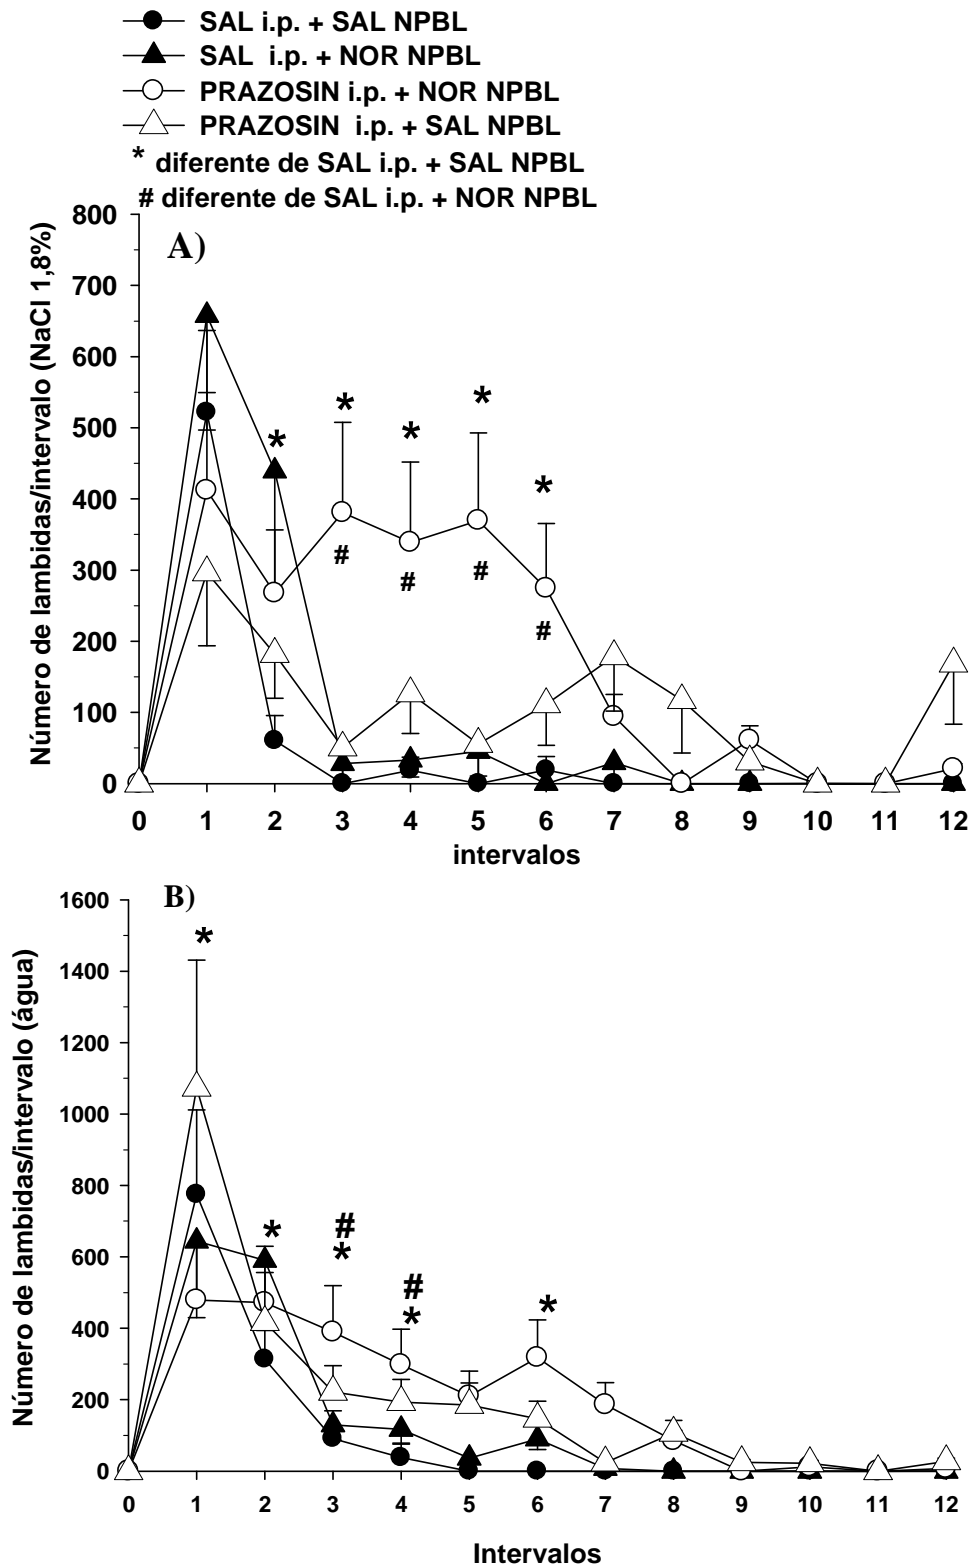 SAL i.p. + SAL NPBL
SAL i.p. + NOR NPBL
PRAZOSIN i.p. + NOR NPBL
PRAZOSIN i.p. + SAL NPBL
* diferente de SAL i.p. + SAL NPBL
# diferente de SAL i.p. + NOR NPBL
A)
Número de lambidas/intervalo (NaCl 1,8%)
800
700
600
500
400
300
200
100
0
* * * * *
# # # #
0 1 2 3 4 5 6 7 8 9 10 11 12
intervalos
B)
Número de lambidas/intervalo (água)
1600
1400
1200
1000
800
600
400
200
0
*
* # # *
* *
0 1 2 3 4 5 6 7 8 9 10 11 12
Intervalos